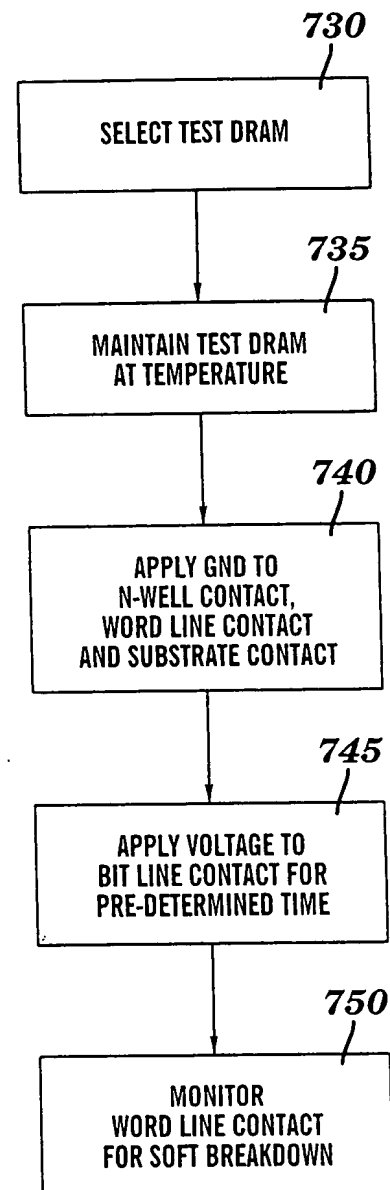 730
SELECT TEST DRAM
735
MAINTAIN TEST DRAM
AT TEMPERATURE
740
APPLY GND TO
N-WELL CONTACT,
WORD LINE CONTACT
AND SUBSTRATE CONTACT
745
APPLY VOLTAGE TO
BIT LINE CONTACT FOR
PRE-DETERMINED TIME
750
MONITOR
WORD LINE CONTACT
FOR SOFT BREAKDOWN